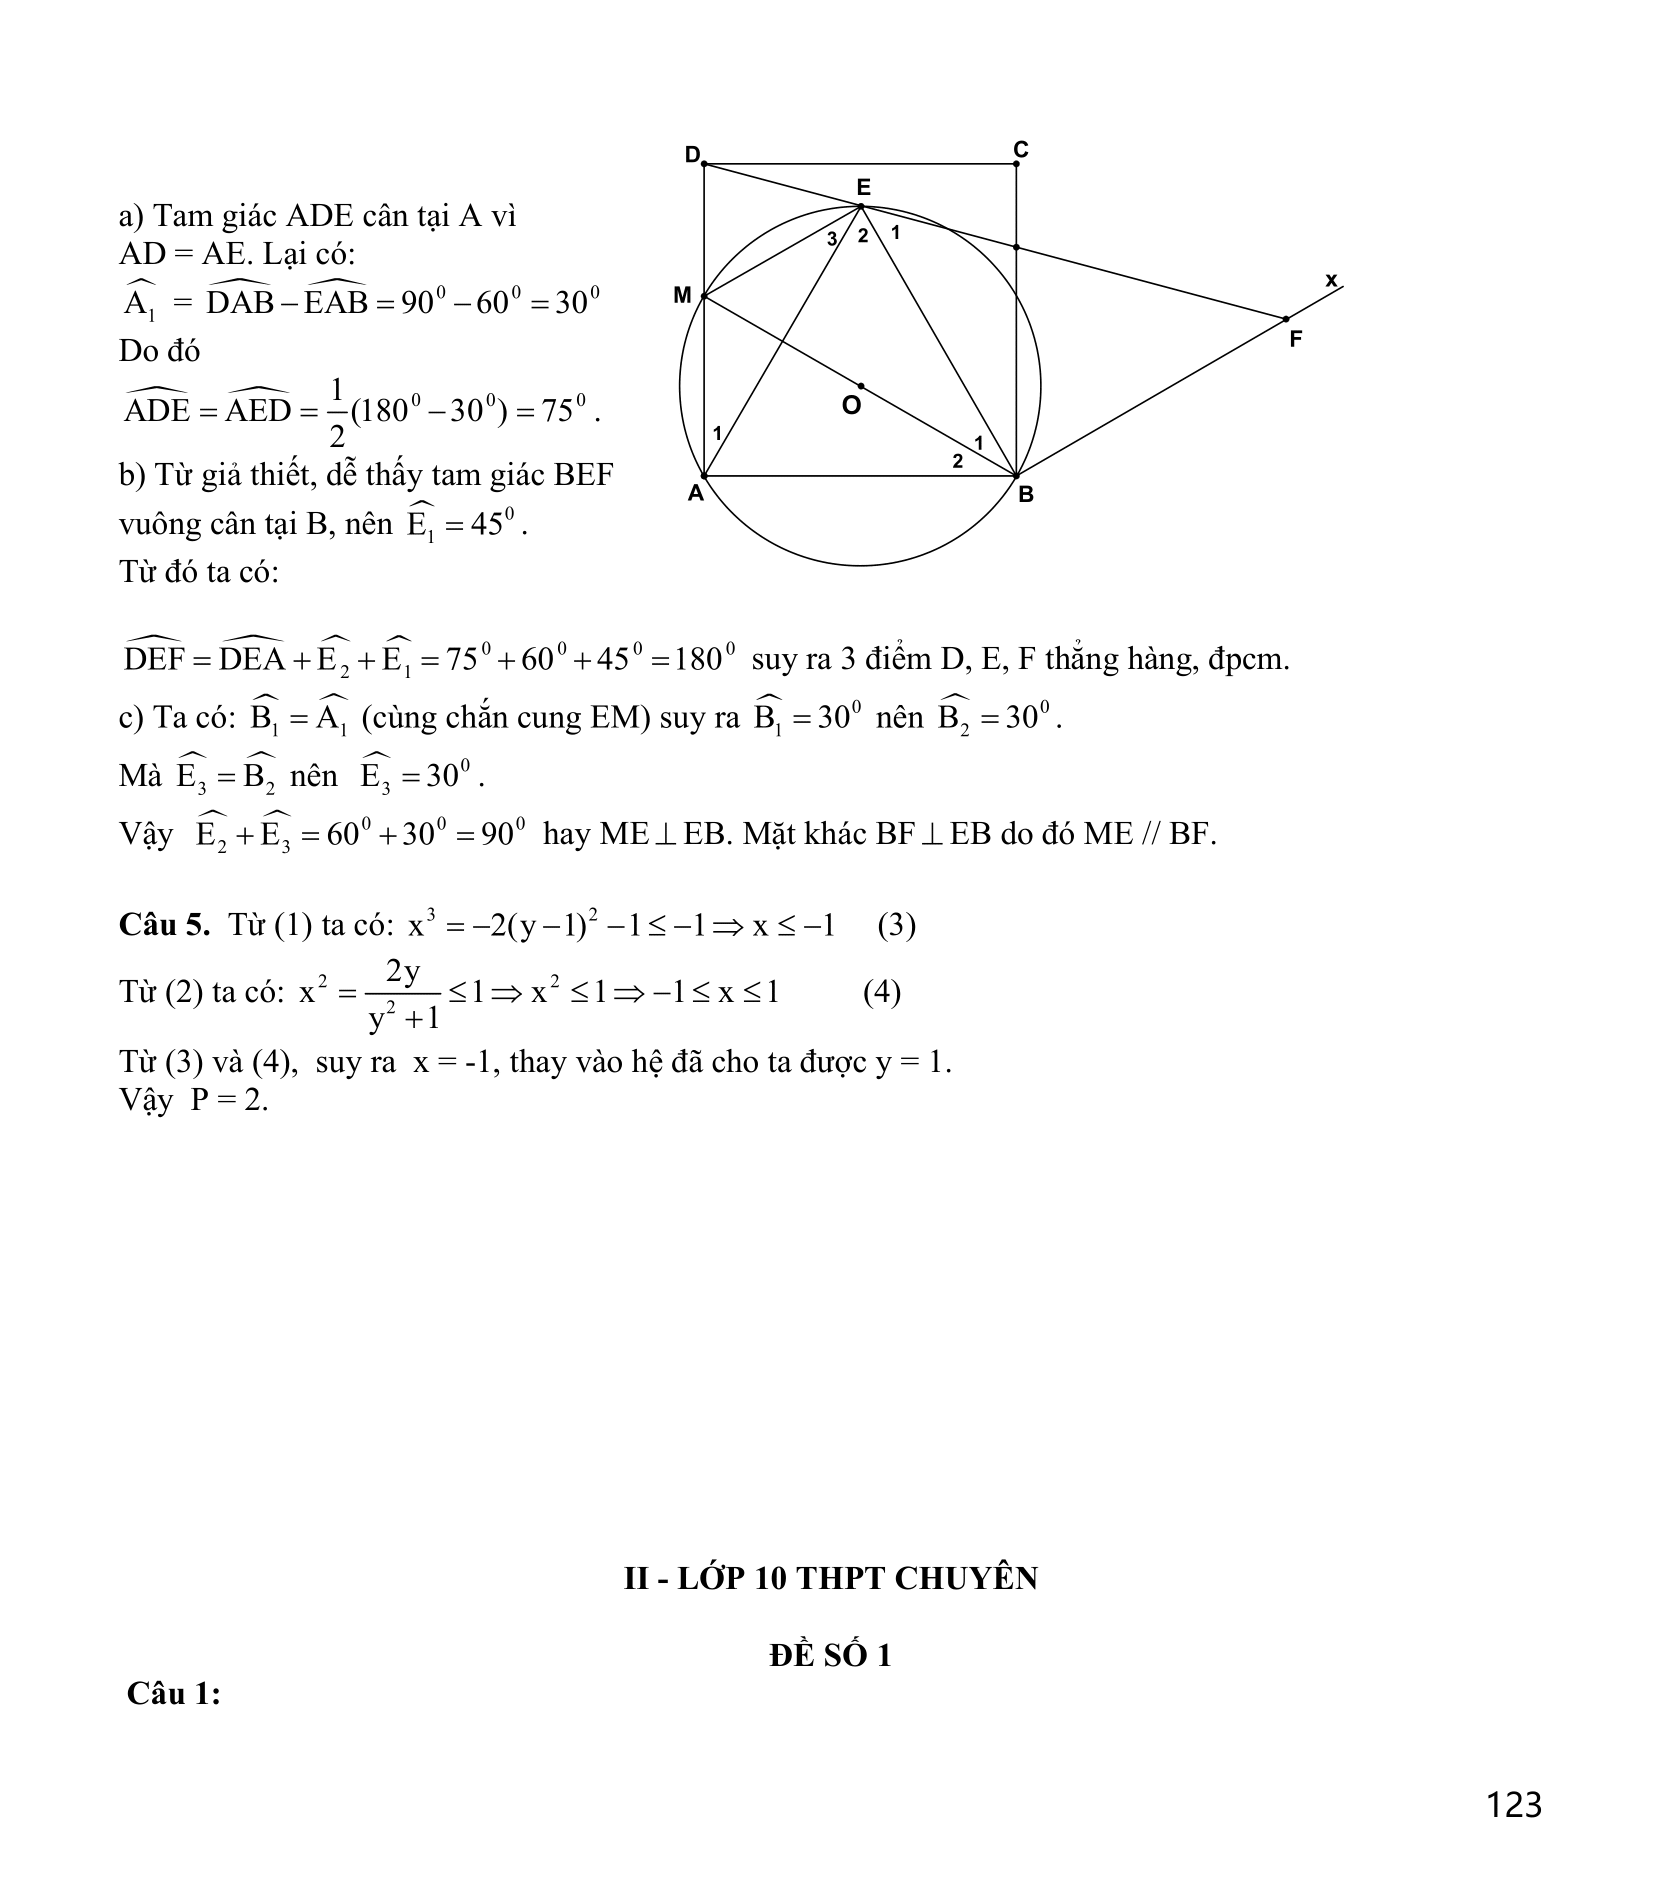 a) Tam giác ADE cân tại A vì
AD = AE. Lại có:
$\widehat{A_1} = \widehat{DAB} - \widehat{EAB} = 90^0 - 60^0 = 30^0$
Do đó
$\widehat{ADE} = \widehat{AED} = \frac{1}{2}(180^0 - 30^0) = 75^0$.
b) Từ giả thiết, dễ thấy tam giác BEF
vuông cân tại B, nên $\widehat{E_1} = 45^0$.
Từ đó ta có:
D
C
E
3
2
1
x
M
F
O
1
1
2
A
B
$\widehat{DEF} = \widehat{DEA} + \widehat{E_2} + \widehat{E_1} = 75^0 + 60^0 + 45^0 = 180^0$ suy ra 3 điểm D, E, F thẳng hàng, đpcm.
c) Ta có: $\widehat{B_1} = \widehat{A_1}$ (cùng chắn cung EM) suy ra $\widehat{B_1} = 30^0$ nên $\widehat{B_2} = 30^0$.
Mà $\widehat{E_3} = \widehat{B_2}$ nên $\widehat{E_3} = 30^0$.
Vậy $\widehat{E_2} + \widehat{E_3} = 60^0 + 30^0 = 90^0$ hay ME ⊥ EB. Mặt khác BF ⊥ EB do đó ME // BF.
Câu 5. Từ (1) ta có: $x^3 = -2(y-1)^2 - 1 \le -1 \Rightarrow x \le -1$ (3)
Từ (2) ta có: $x^2 = \frac{2y}{y^2+1} \le 1 \Rightarrow x^2 \le 1 \Rightarrow -1 \le x \le 1$ (4)
Từ (3) và (4), suy ra x = -1, thay vào hệ đã cho ta được y = 1.
Vậy P = 2.
II - LỚP 10 THPT CHUYÊN
ĐỀ SỐ 1
Câu 1:
123